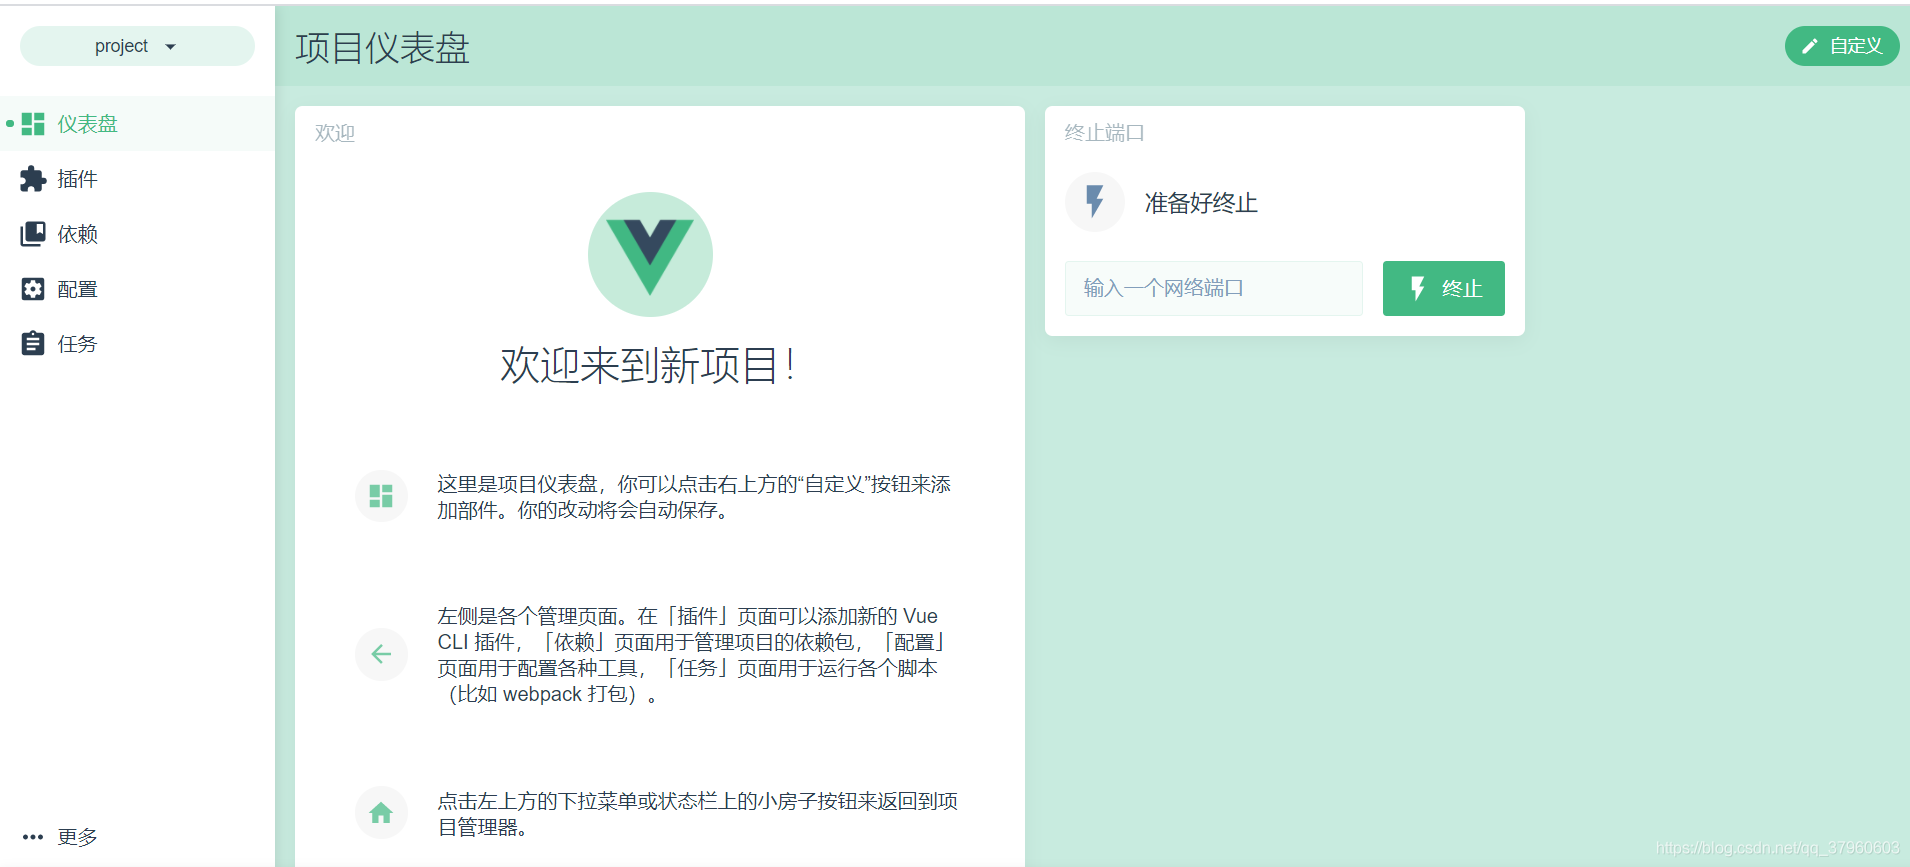 project
项目仪表盘
自定义
仪表盘
插件
依赖
配置
任务
更多
欢迎
欢迎来到新项目！
这里是项目仪表盘，你可以点击右上方的“自定义”按钮来添
加部件。你的改动将会自动保存。
左侧是各个管理页面。在「插件」页面可以添加新的 Vue
CLI 插件，「依赖」页面用于管理项目的依赖包，「配置」
页面用于配置各种工具，「任务」页面用于运行各个脚本
（比如 webpack 打包）。
点击左上方的下拉菜单或状态栏上的小房子按钮来返回到项
目管理器。
终止端口
准备好终止
输入一个网络端口
终止
https://blog.csdn.net/qq_37960603